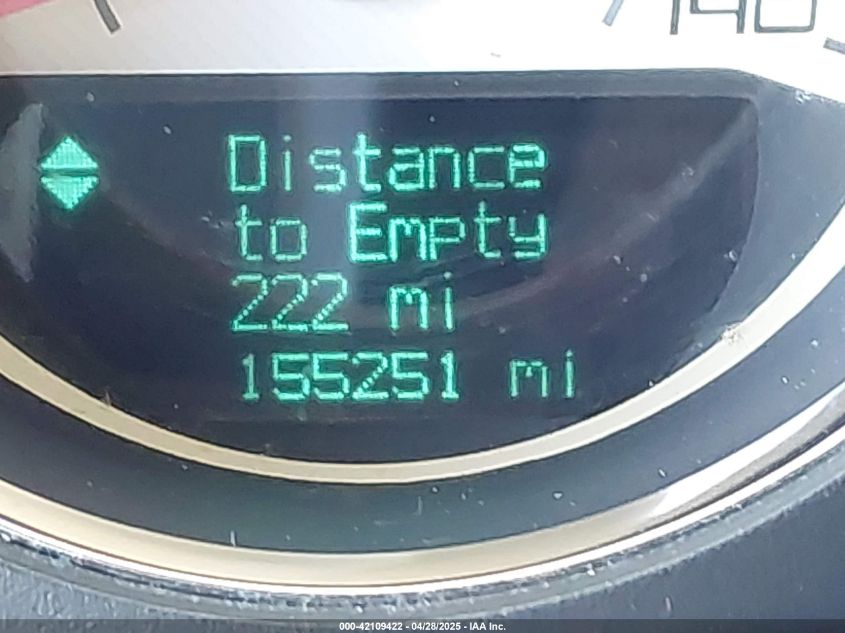 140
Distance
to Empty
222 mi
155251 mi
000-42109422 - 04/28/2025 - IAA Inc.